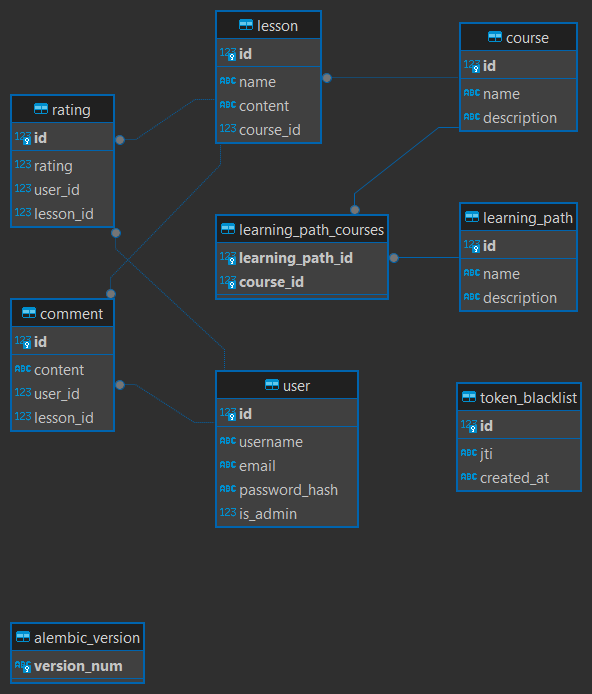 lesson
123 id
ABC name
ABC content
123 course_id
course
123 id
ABC name
ABC description
rating
123 id
123 rating
123 user_id
123 lesson_id
learning_path_courses
123 learning_path_id
123 course_id
learning_path
123 id
ABC name
ABC description
comment
123 id
ABC content
123 user_id
123 lesson_id
user
123 id
ABC username
ABC email
ABC password_hash
123 is_admin
token_blacklist
123 id
ABC jti
ABC created_at
alembic_version
ABC version_num